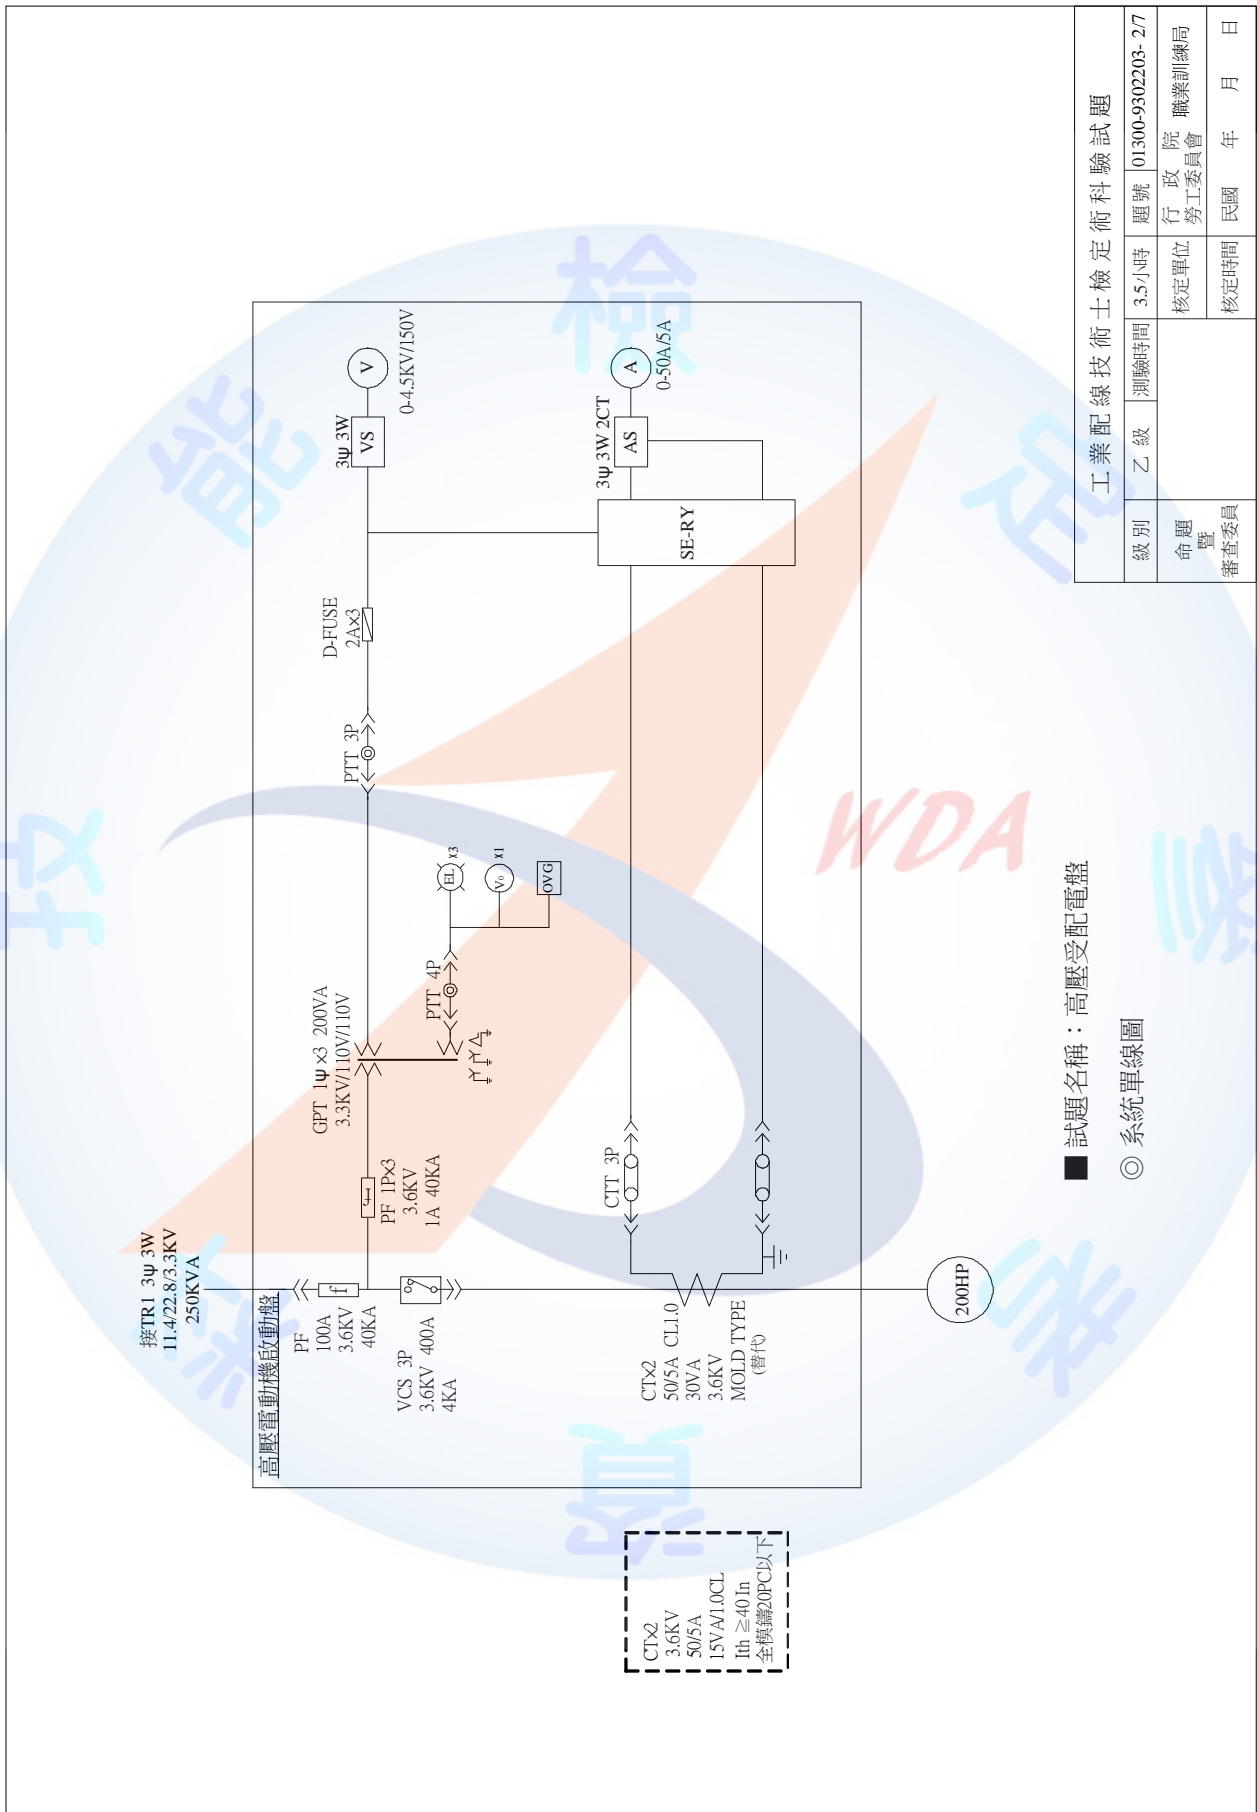 接TR1 3ψ 3W
11.4/22.8/3.3KV
250KVA
高壓電動機啟動盤
PF
100A
3.6KV
40KA
VCS 3P
3.6KV 400A
4KA
PF 1P×3
3.6KV
1A 40KA
GPT 1ψ×3 200VA
3.3KV/110V/110V
PTT 4P
EL x3
V0 x1
OVG
PTT 3P
D-FUSE
2A×3
3ψ 3W
VS
V
0-4.5KV/150V
CT×2
50/5A CL1.0
30VA
3.6KV
MOLD TYPE
(替代)
CTT 3P
SE-RY
3ψ 3W 2CT
AS
A
0-50A/5A
200HP
CT×2
3.6KV
50/5A
15VA/1.0CL
Ith ≥40 In
全模鑄20PC以下
■ 試題名稱：高壓受配電盤
◎ 系統單線圖
工業配線技術士檢定術科驗試題
級別 乙 級 測驗時間 3.5小時 題號 01300-9302203- 2/7
命題
暨
審查委員
核定單位 行 政 院
勞工委員會 職業訓練局
核定時間 民國 年 月 日
技
能
檢
定
WDA